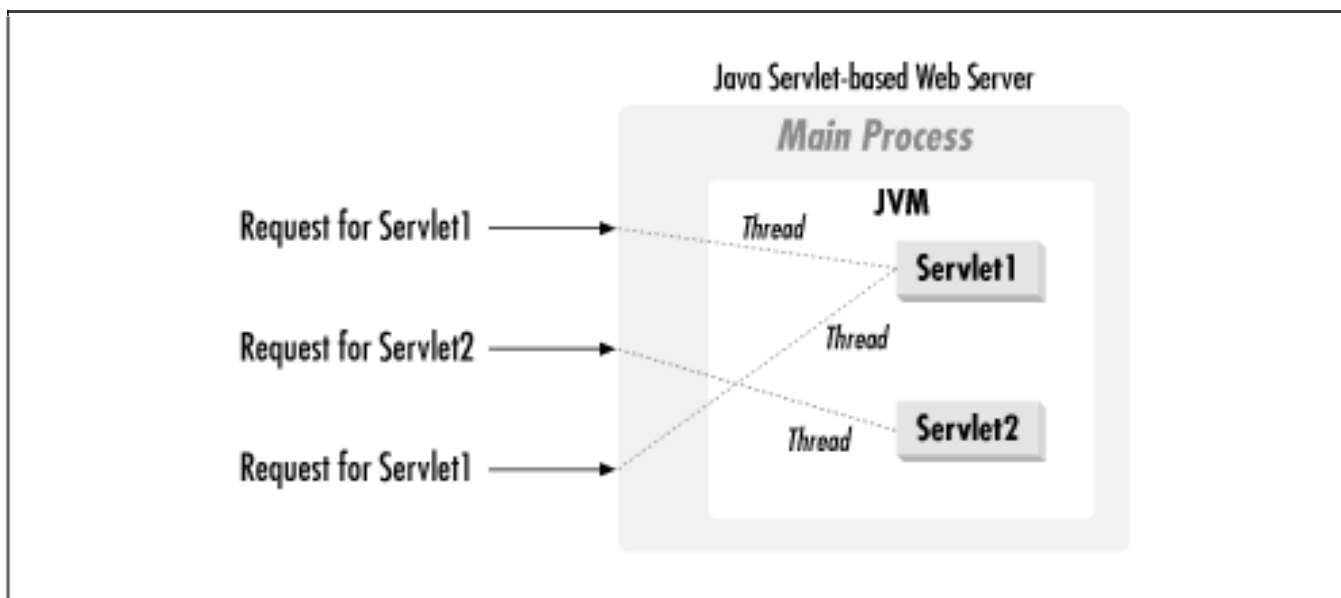 Java Servlet-based Web Server
Main Process
JVM
Request for Servlet1
Thread
Servlet1
Thread
Request for Servlet2
Servlet2
Thread
Request for Servlet1